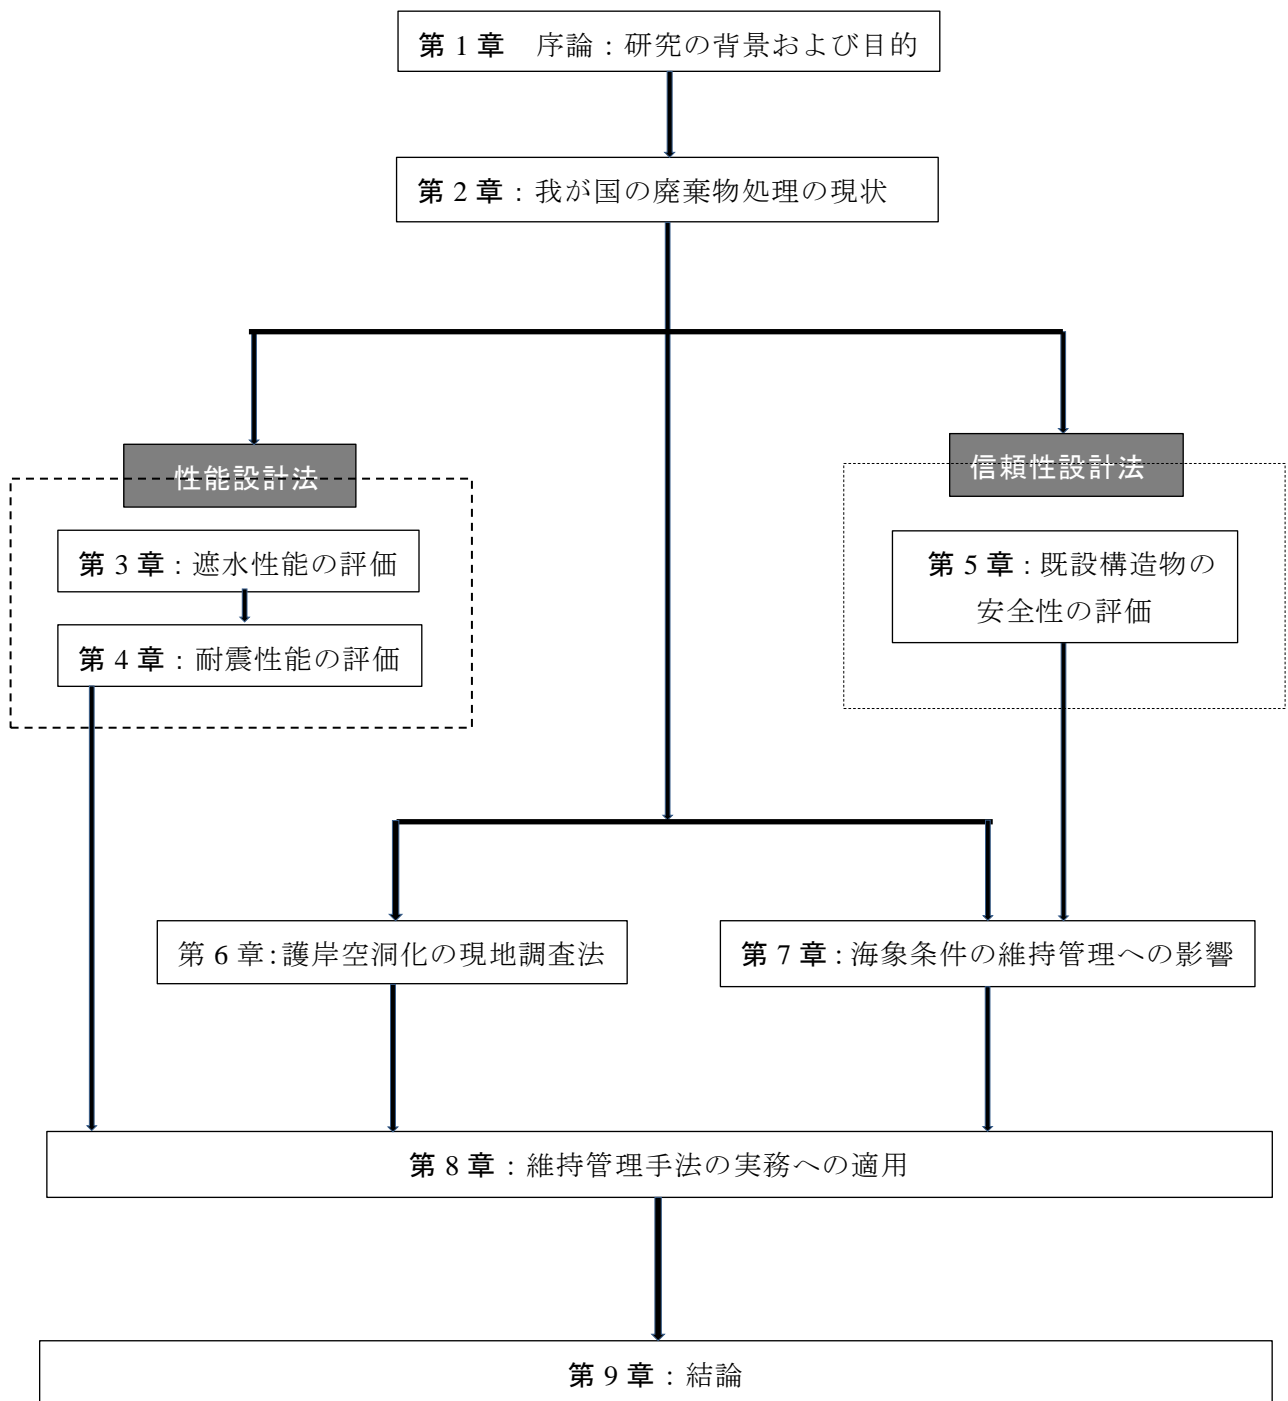 第 1 章　序論：研究の背景および目的
第 2 章：我が国の廃棄物処理の現状
性能設計法
信頼性設計法
第 3 章：遮水性能の評価
第 4 章：耐震性能の評価
第 5 章：既設構造物の
安全性の評価
第 6 章：護岸空洞化の現地調査法
第 7 章：海象条件の維持管理への影響
第 8 章：維持管理手法の実務への適用
第 9 章：結論